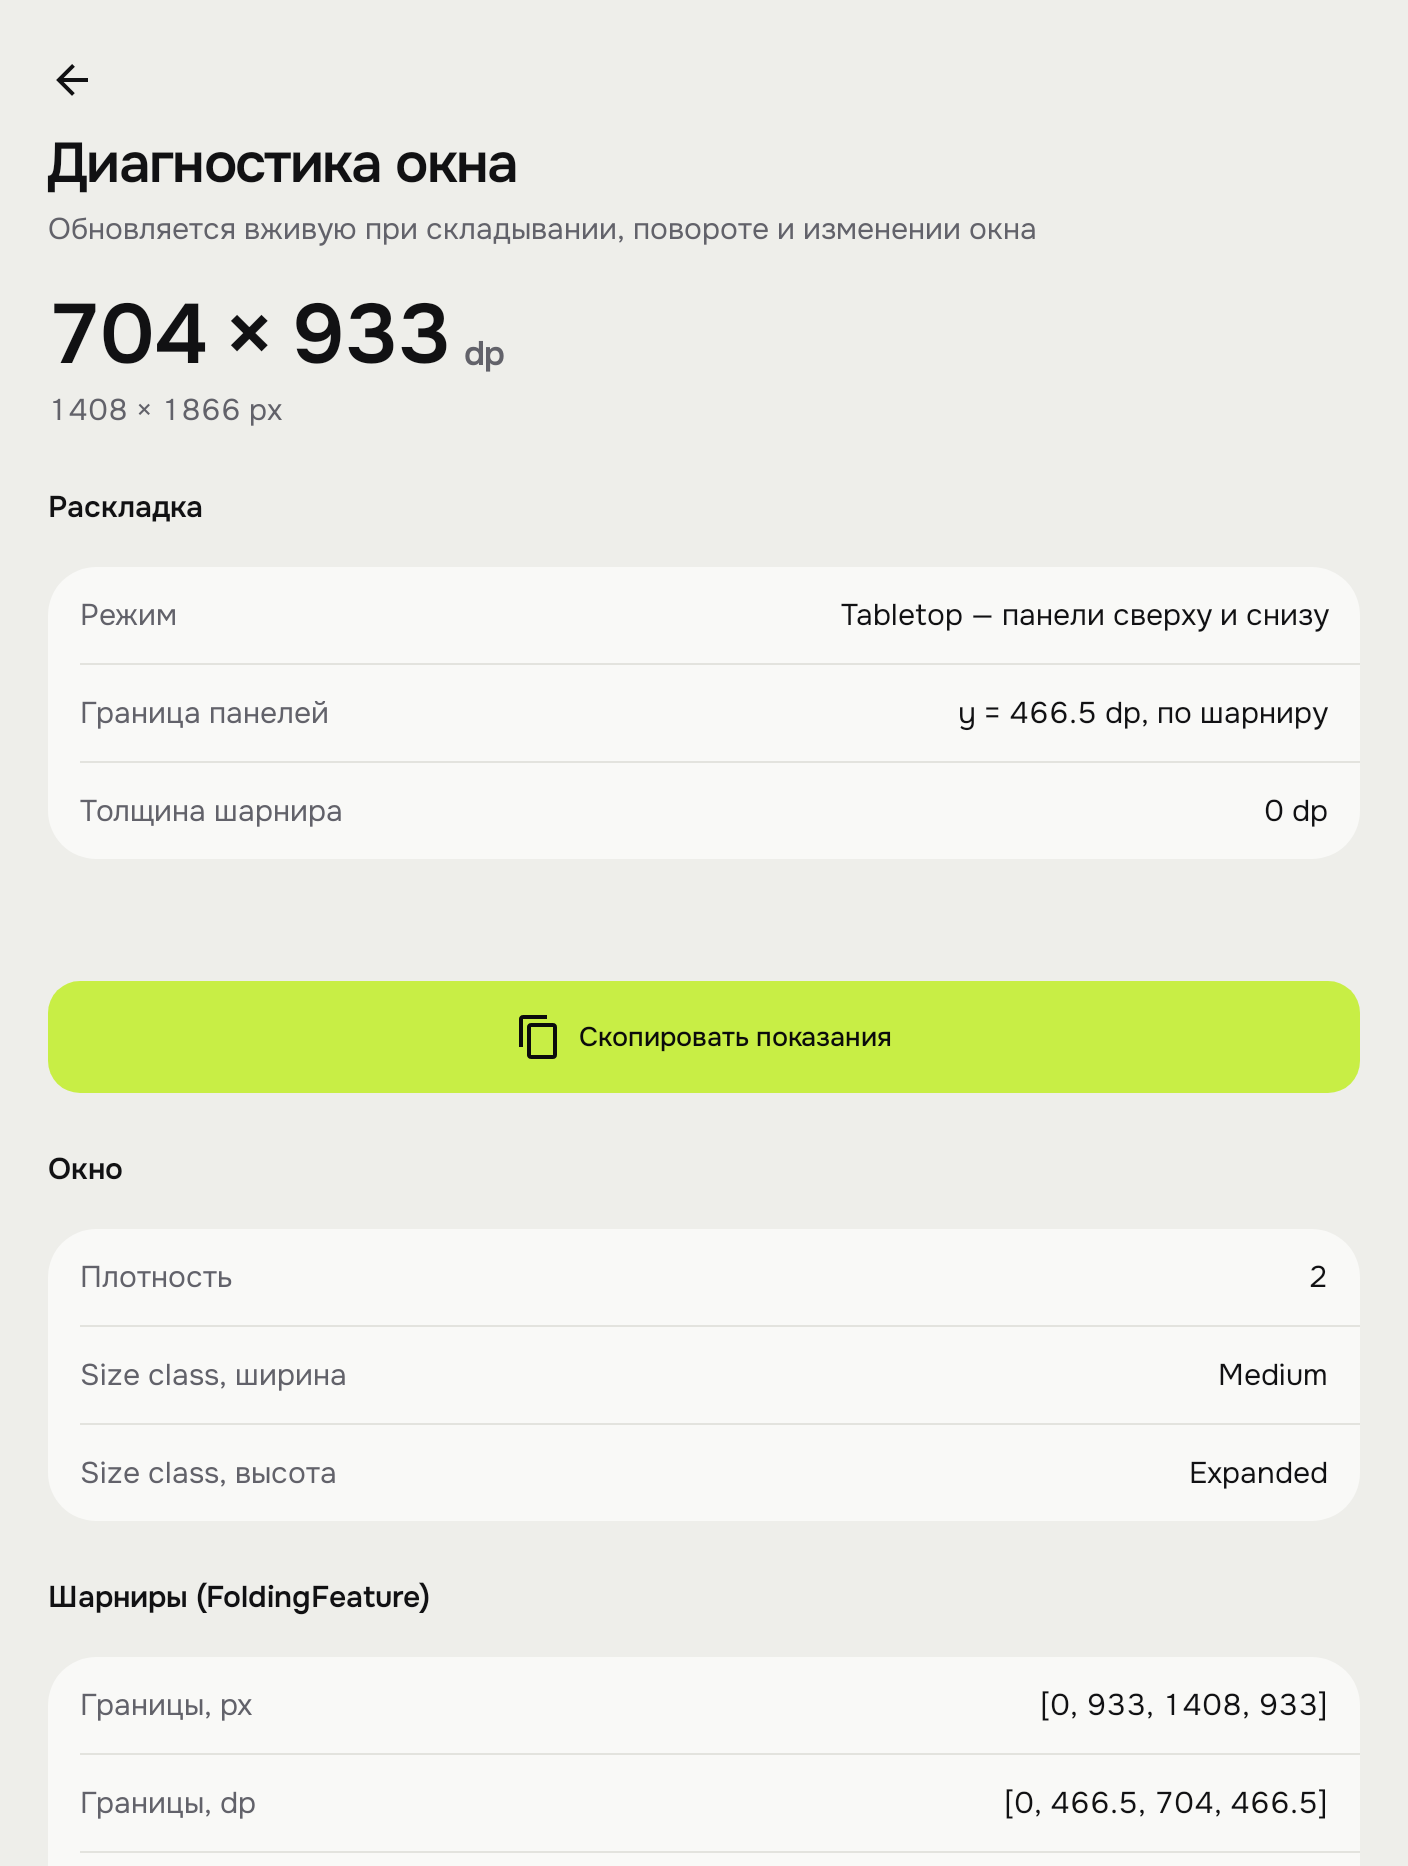 Диагностика окна
Обновляется вживую при складывании, повороте и изменении окна
704 × 933 dp
1408 × 1866 px
Раскладка
Режим Tabletop — панели сверху и снизу
Граница панелей y = 466.5 dp, по шарниру
Толщина шарнира 0 dp
Скопировать показания
Окно
Плотность 2
Size class, ширина Medium
Size class, высота Expanded
Шарниры (FoldingFeature)
Границы, px [0, 933, 1408, 933]
Границы, dp [0, 466.5, 704, 466.5]